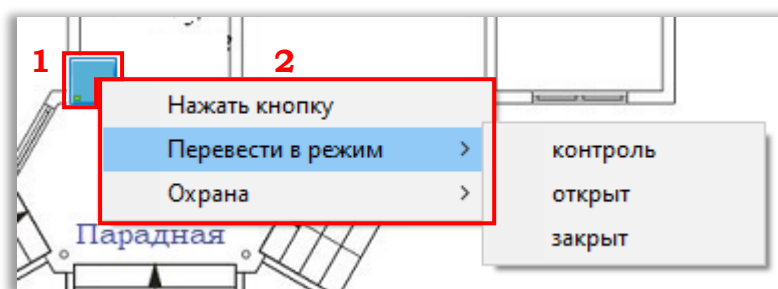 1
2
Нажать кнопку
Перевести в режим
контроль
Охрана
открыт
закрыт
Парадная